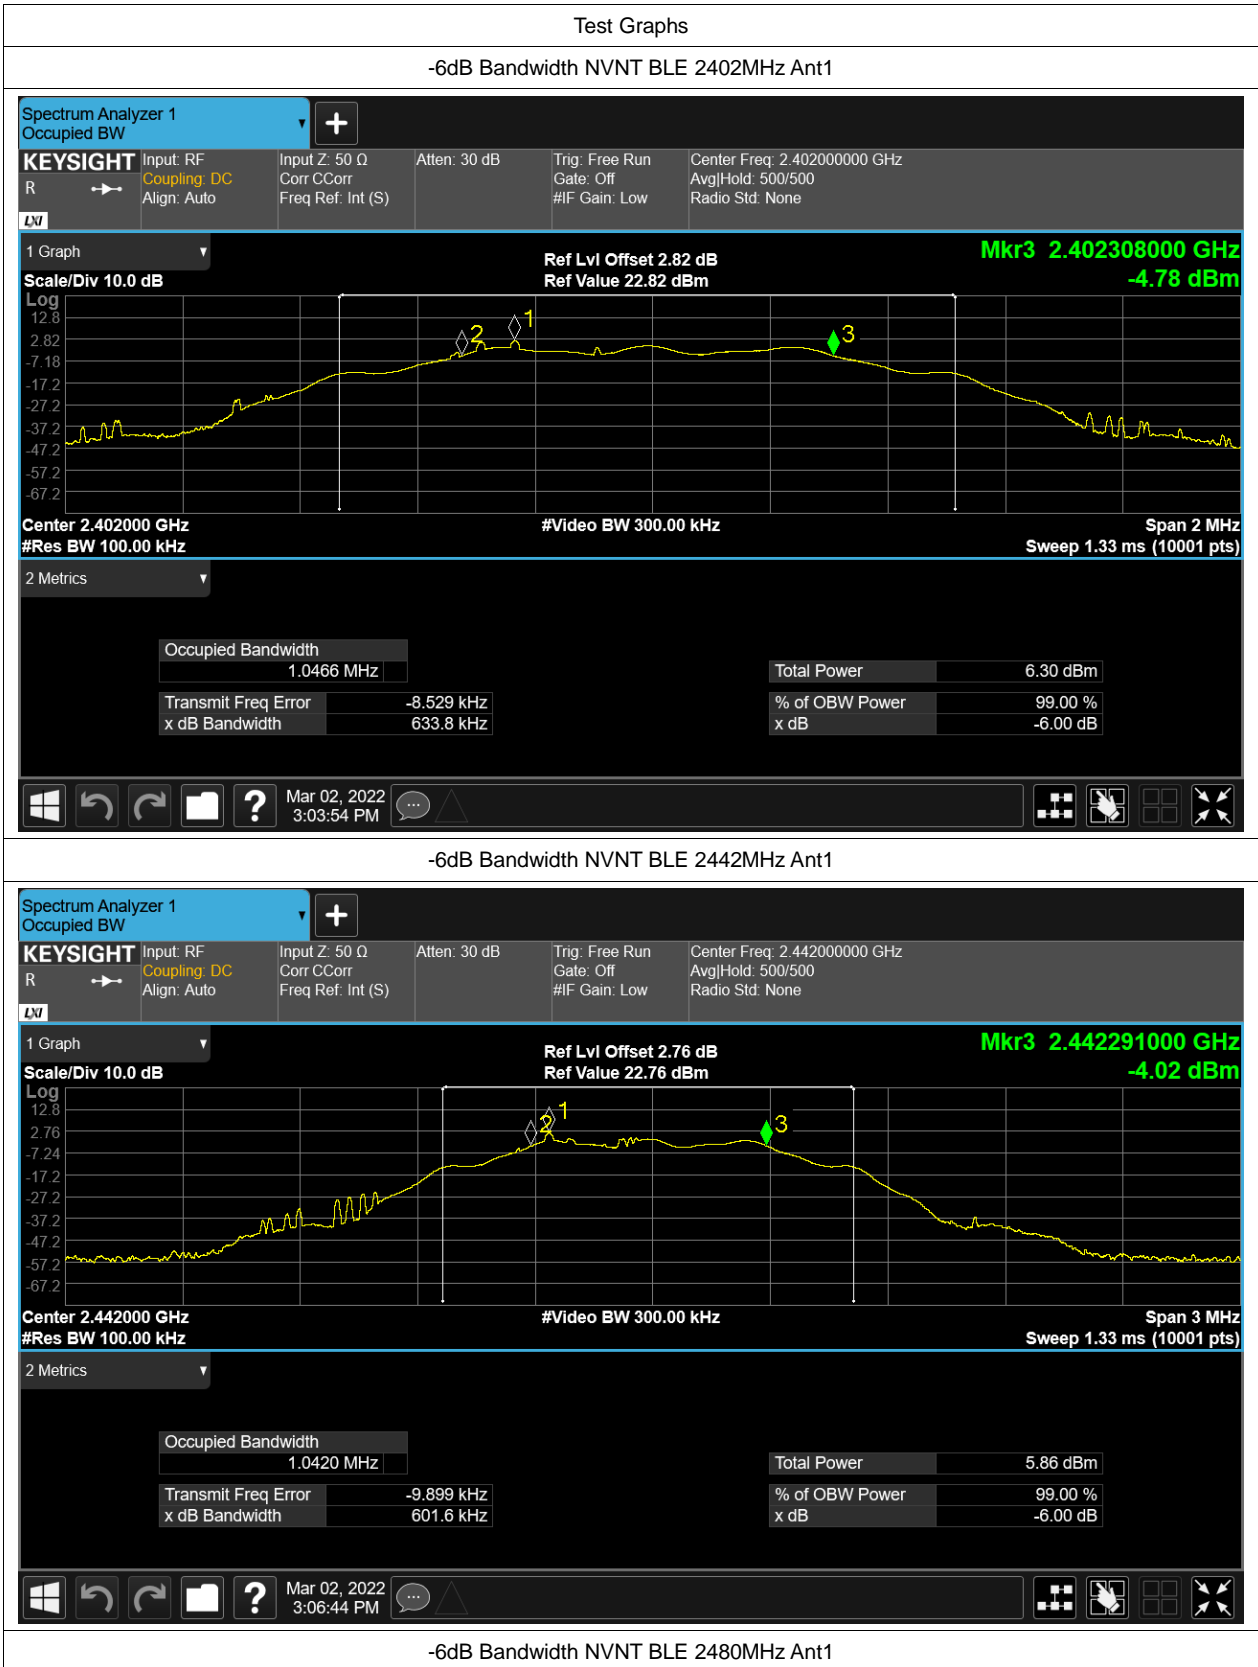 Test Graphs
-6dB Bandwidth NVNT BLE 2402MHz Ant1
Spectrum Analyzer 1
Occupied BW
KEYSIGHT Input: RF Input Z: 50 Ω Atten: 30 dB Trig: Free Run Center Freq: 2.402000000 GHz
R Coupling: DC Corr CCorr Gate: Off Avg|Hold: 500/500
Align: Auto Freq Ref: Int (S) #IF Gain: Low Radio Std: None
LXI
1 Graph Ref Lvl Offset 2.82 dB Mkr3 2.402308000 GHz
Scale/Div 10.0 dB Ref Value 22.82 dBm -4.78 dBm
Log
12.8
2.82
-7.18
-17.2
-27.2
-37.2
-47.2
-57.2
-67.2
2 1 3
Center 2.402000 GHz #Video BW 300.00 kHz Span 2 MHz
#Res BW 100.00 kHz Sweep 1.33 ms (10001 pts)
2 Metrics
Occupied Bandwidth
1.0466 MHz Total Power 6.30 dBm
Transmit Freq Error -8.529 kHz % of OBW Power 99.00 %
x dB Bandwidth 633.8 kHz x dB -6.00 dB
? Mar 02, 2022
3:03:54 PM
-6dB Bandwidth NVNT BLE 2442MHz Ant1
Spectrum Analyzer 1
Occupied BW
KEYSIGHT Input: RF Input Z: 50 Ω Atten: 30 dB Trig: Free Run Center Freq: 2.442000000 GHz
R Coupling: DC Corr CCorr Gate: Off Avg|Hold: 500/500
Align: Auto Freq Ref: Int (S) #IF Gain: Low Radio Std: None
LXI
1 Graph Ref Lvl Offset 2.76 dB Mkr3 2.442291000 GHz
Scale/Div 10.0 dB Ref Value 22.76 dBm -4.02 dBm
Log
12.8
2.76
-7.24
-17.2
-27.2
-37.2
-47.2
-57.2
-67.2
2 1 3
Center 2.442000 GHz #Video BW 300.00 kHz Span 3 MHz
#Res BW 100.00 kHz Sweep 1.33 ms (10001 pts)
2 Metrics
Occupied Bandwidth
1.0420 MHz Total Power 5.86 dBm
Transmit Freq Error -9.899 kHz % of OBW Power 99.00 %
x dB Bandwidth 601.6 kHz x dB -6.00 dB
? Mar 02, 2022
3:06:44 PM
-6dB Bandwidth NVNT BLE 2480MHz Ant1